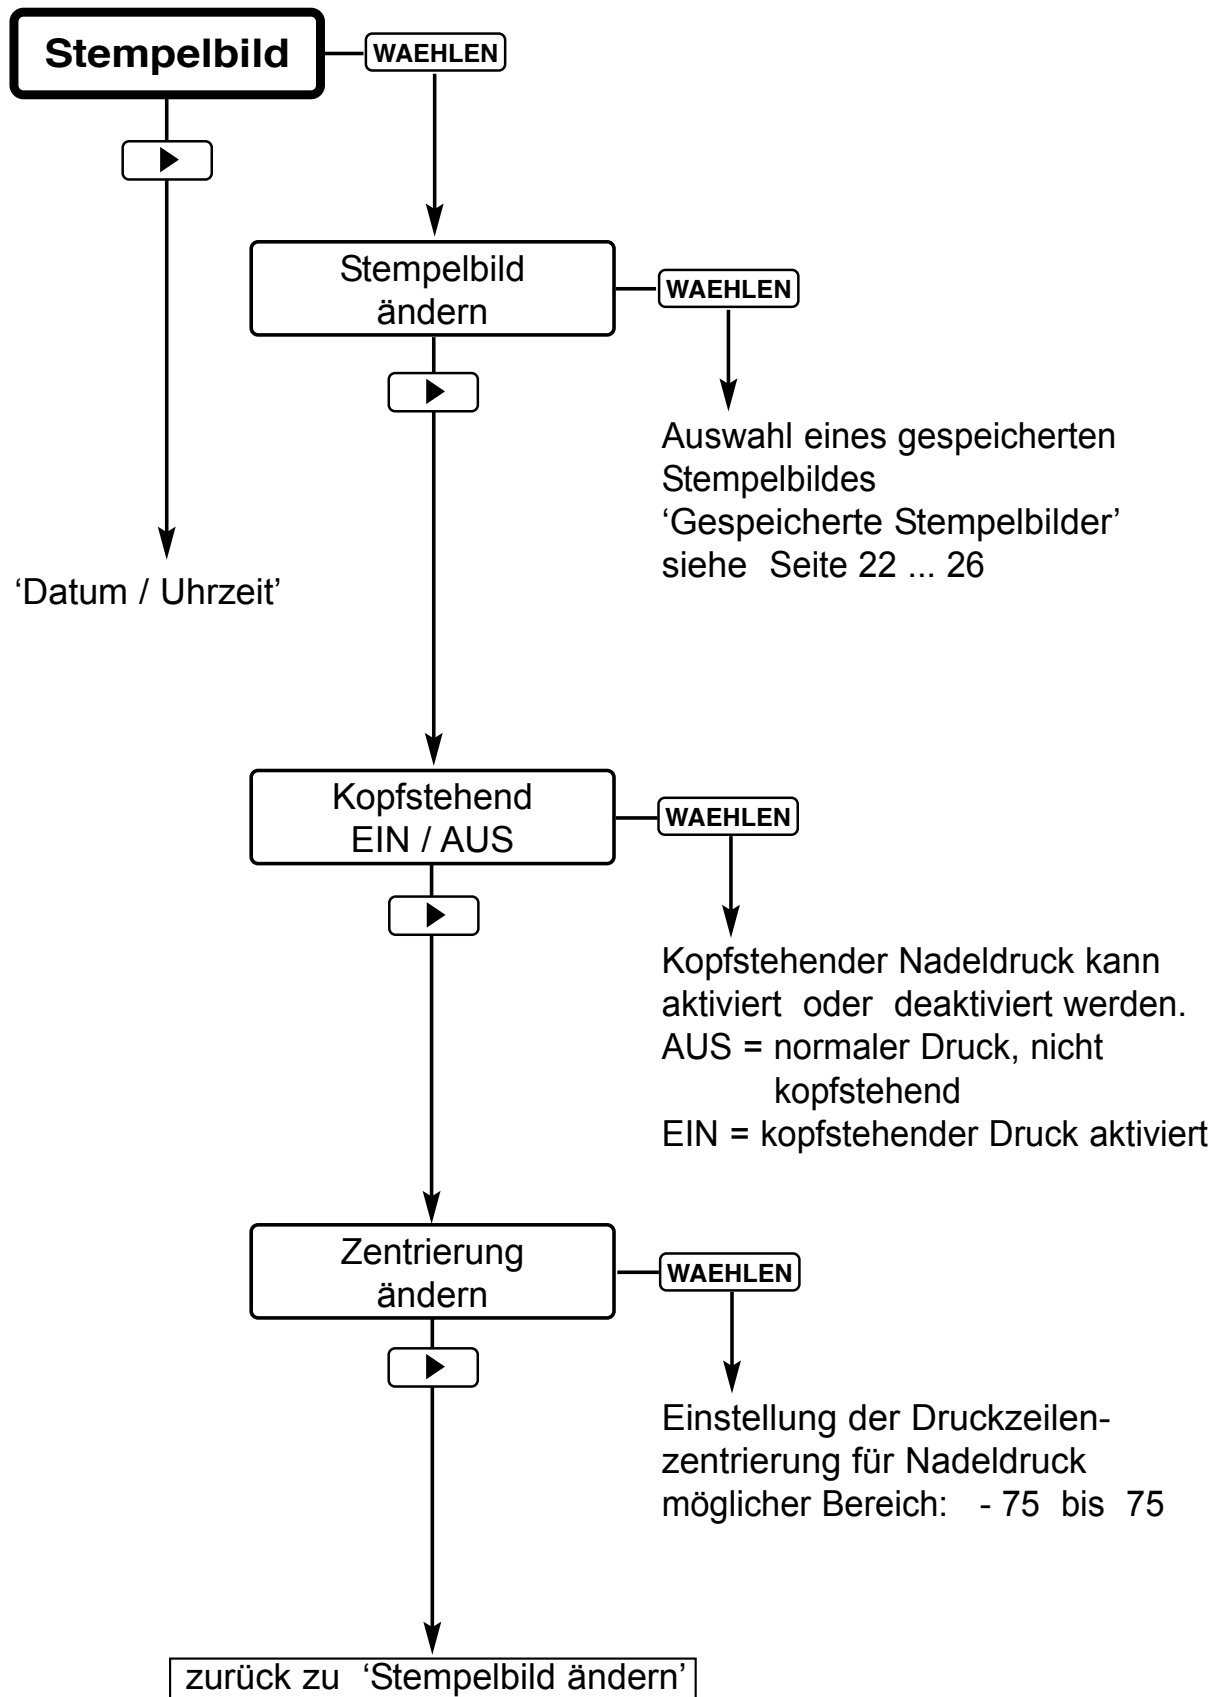 Stempelbild
WAEHLEN
Stempelbild
ändern
WAEHLEN
Auswahl eines gespeicherten
Stempelbildes
‘Gespeicherte Stempelbilder’
siehe Seite 22 ... 26
‘Datum / Uhrzeit’
Kopfstehend
EIN / AUS
WAEHLEN
Kopfstehender Nadeldruck kann
aktiviert oder deaktiviert werden.
AUS = normaler Druck, nicht
kopfstehend
EIN = kopfstehender Druck aktiviert
Zentrierung
ändern
WAEHLEN
Einstellung der Druckzeilen-
zentrierung für Nadeldruck
möglicher Bereich: - 75 bis 75
zurück zu ‘Stempelbild ändern’